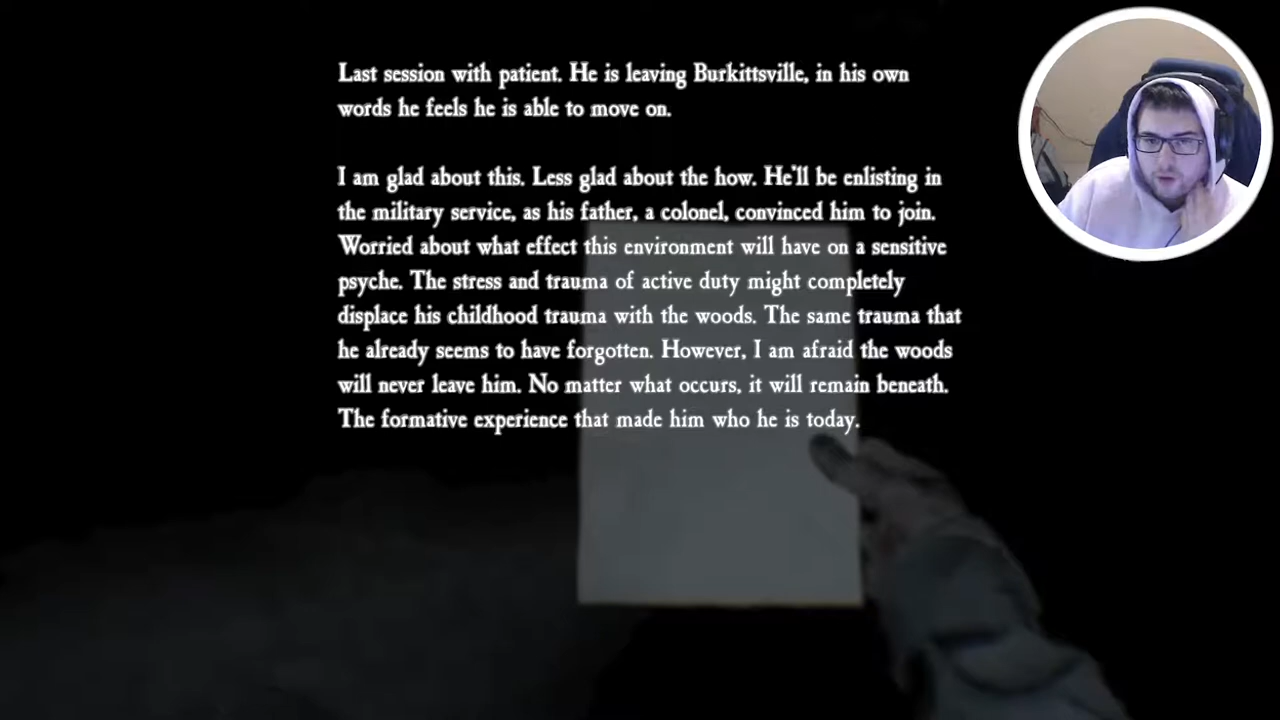 Last session with patient. He is leaving Burkittsville, in his own
words he feels he is able to move on.
I am glad about this. Less glad about the how. He'll be enlisting in
the military service, as his father, a colonel, convinced him to join.
Worried about what effect this environment will have on a sensitive
psyche. The stress and trauma of active duty might completely
displace his childhood trauma with the woods. The same trauma that
he already seems to have forgotten. However, I am afraid the woods
will never leave him. No matter what occurs, it will remain beneath.
The formative experience that made him who he is today.